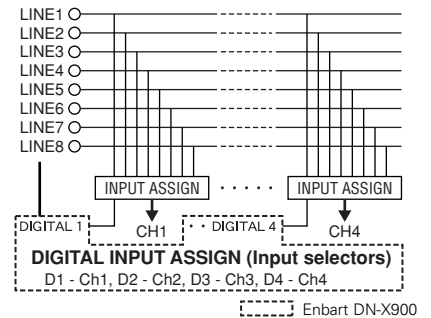 LINE1
LINE2
LINE3
LINE4
LINE5
LINE6
LINE7
LINE8
INPUT ASSIGN ····· INPUT ASSIGN
DIGITAL 1 CH1 ·· DIGITAL 4 CH4
DIGITAL INPUT ASSIGN (Input selectors)
D1 - Ch1, D2 - Ch2, D3 - Ch3, D4 - Ch4
Enbart DN-X900